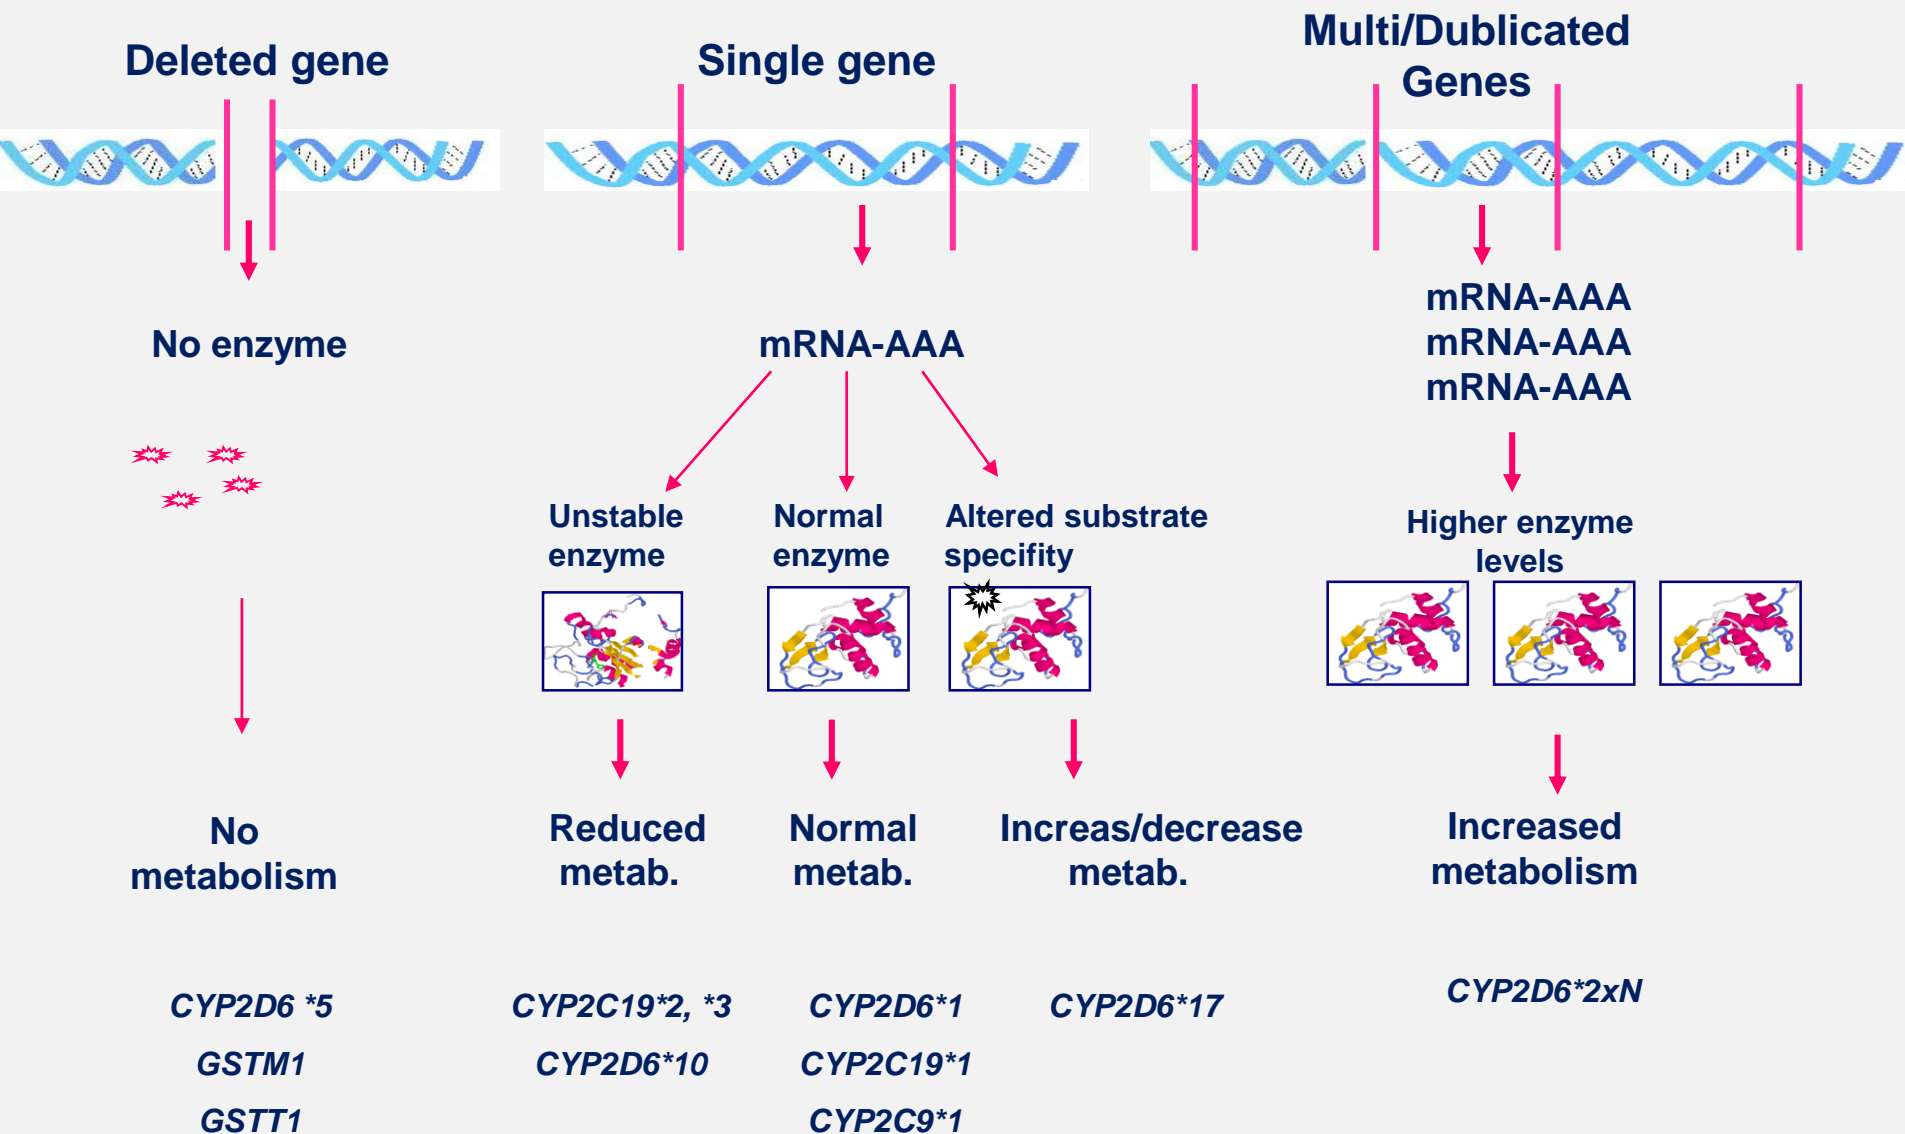 Deleted gene
Single gene
Multi/Dublicated
Genes
No enzyme
mRNA-AAA
mRNA-AAA
mRNA-AAA
mRNA-AAA
Unstable
enzyme
Normal
enzyme
Altered substrate
specifity
Higher enzyme
levels
No
metabolism
Reduced
metab.
Normal
metab.
Increas/decrease
metab.
Increased
metabolism
CYP2D6 *5
GSTM1
GSTT1
CYP2C19*2, *3
CYP2D6*10
CYP2D6*1
CYP2C19*1
CYP2C9*1
CYP2D6*17
CYP2D6*2xN